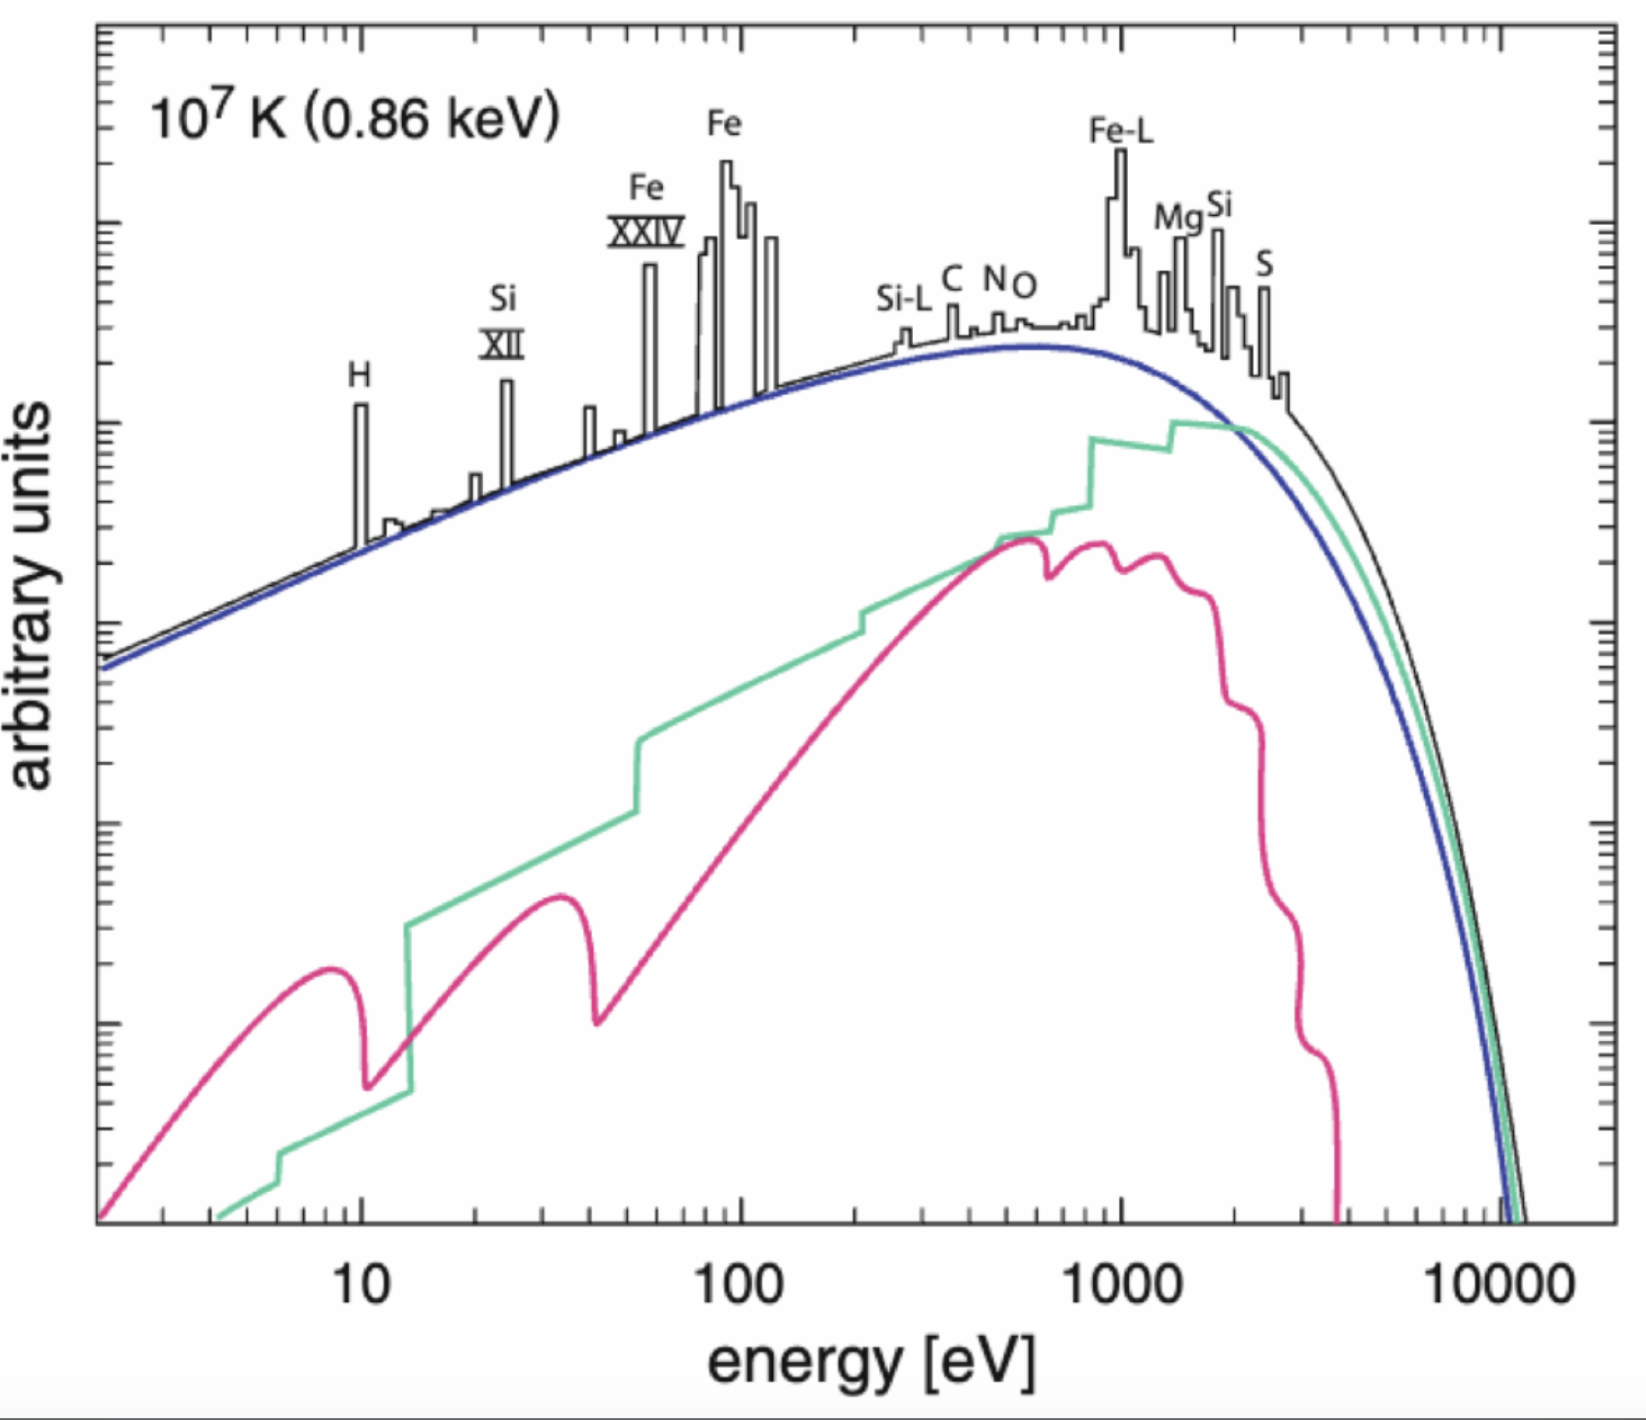 10⁷ K (0.86 keV)
Fe
Fe-L
Fe
XXIV
Si
Mg
S
Si
XII
Si-L
C
N
O
H
arbitrary units
10
100
1000
10000
energy [eV]